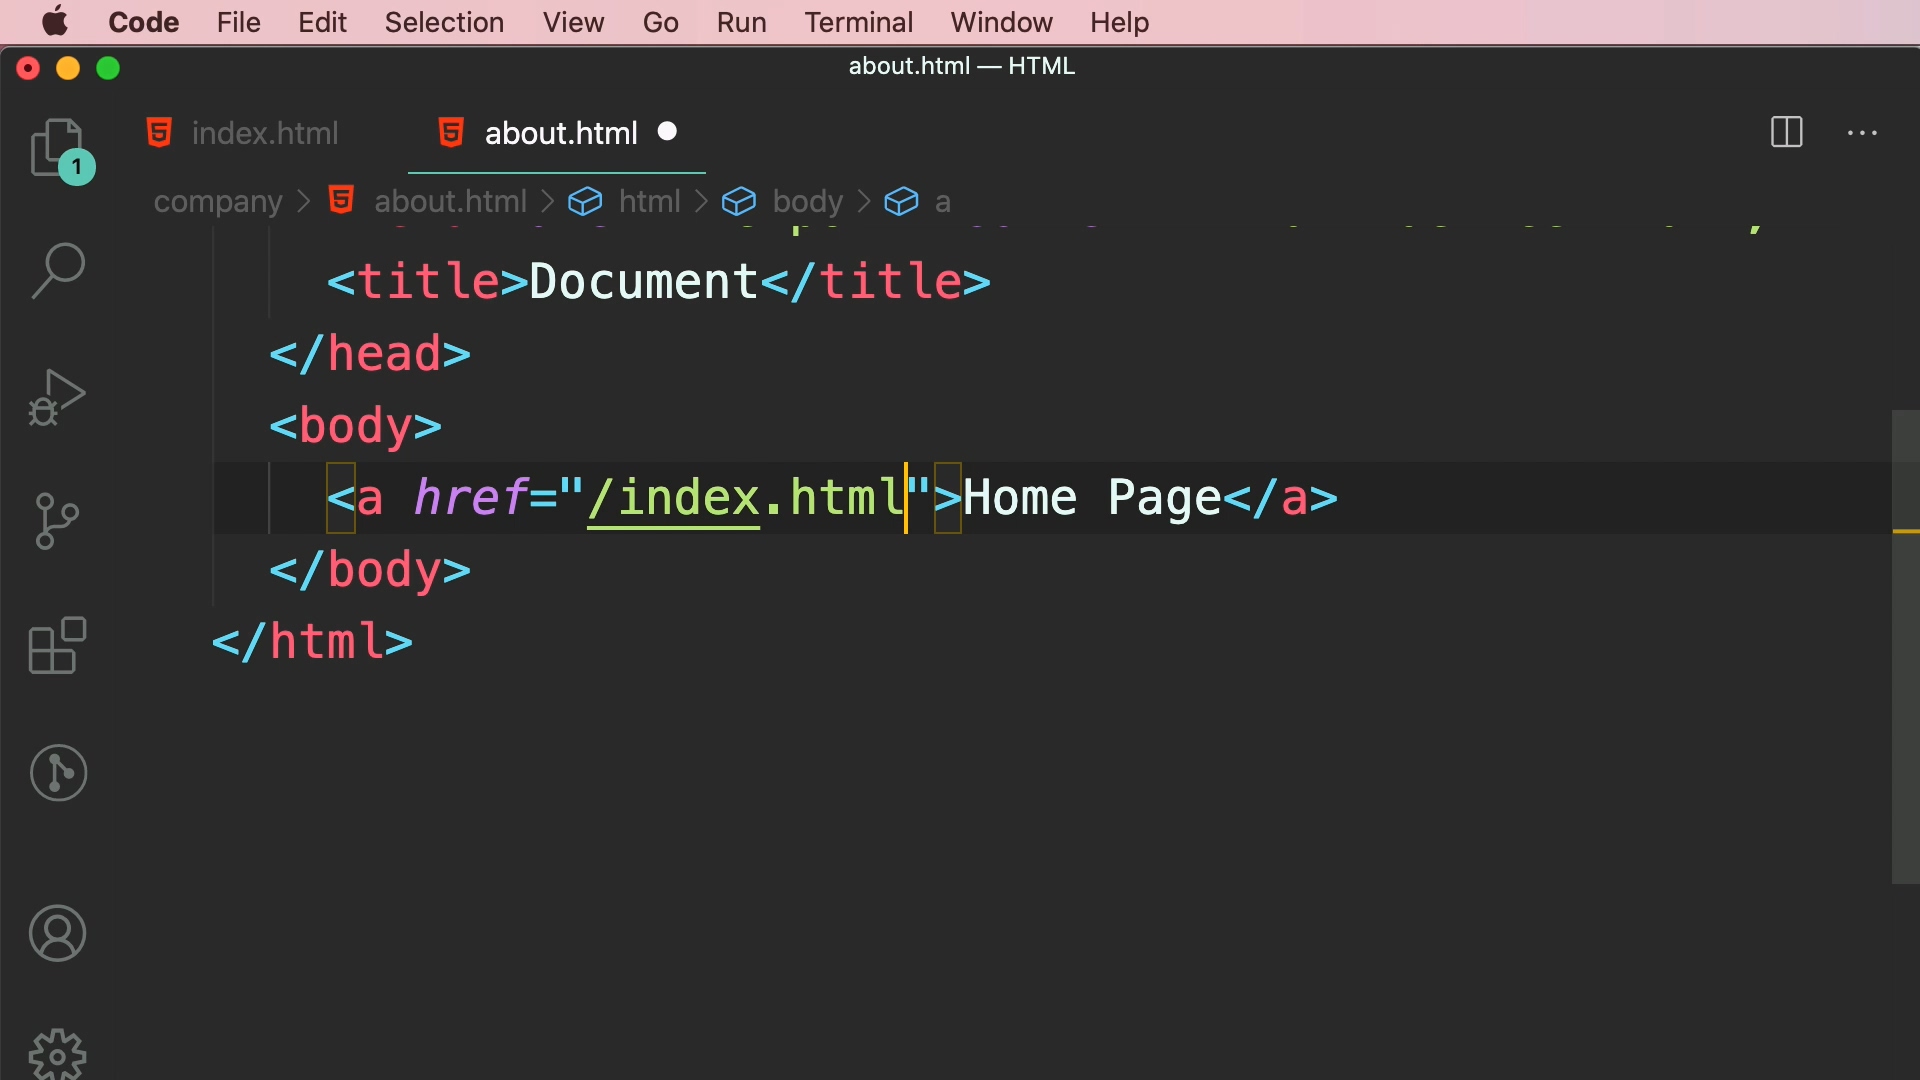 Code File Edit Selection View Go Run Terminal Window Help
about.html — HTML
index.html about.html
1
company > about.html > html > body > a
<title>Document</title>
</head>
<body>
<a href="/index.html">Home Page</a>
</body>
</html>